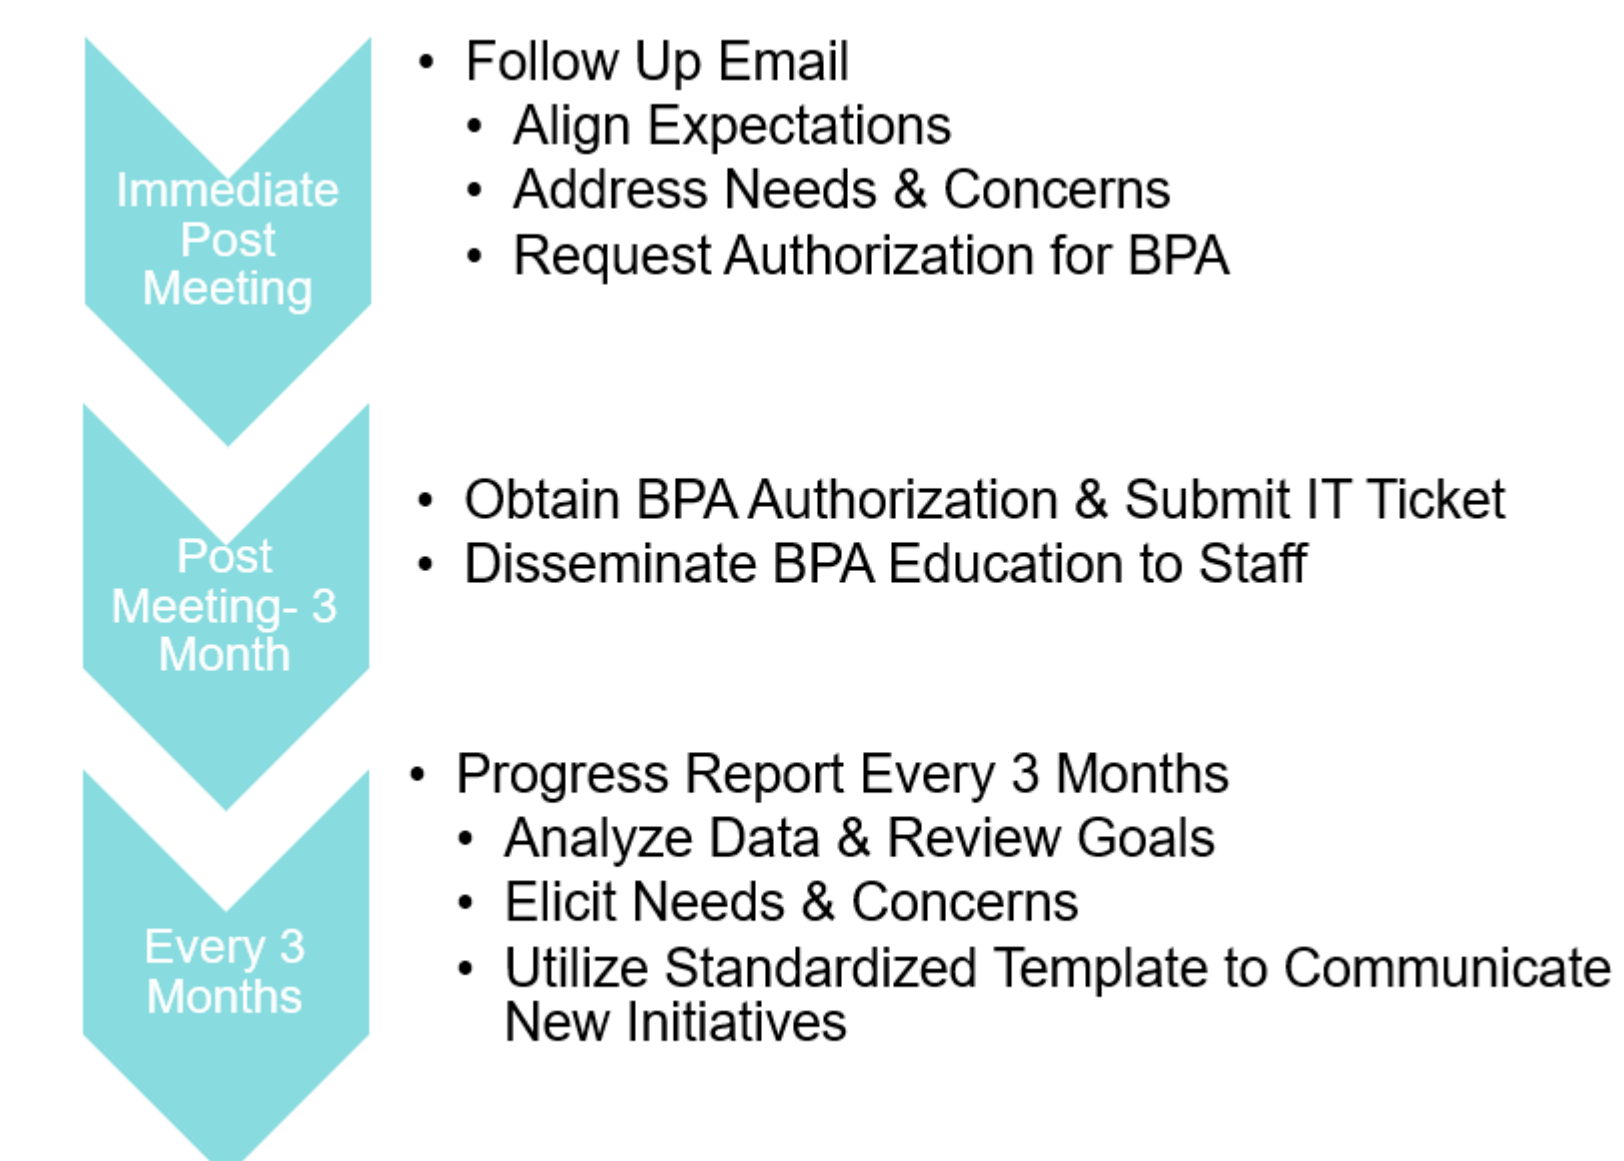 Immediate
Post
Meeting
• Follow Up Email
• Align Expectations
• Address Needs & Concerns
• Request Authorization for BPA
Post
Meeting- 3
Month
• Obtain BPA Authorization & Submit IT Ticket
• Disseminate BPA Education to Staff
Every 3
Months
• Progress Report Every 3 Months
• Analyze Data & Review Goals
• Elicit Needs & Concerns
• Utilize Standardized Template to Communicate
New Initiatives